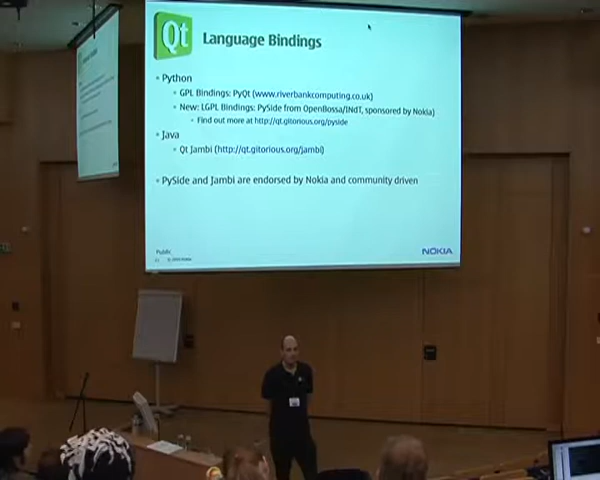 Qt
Language Bindings
Python
GPL Bindings: PyQt (www.riverbankcomputing.co.uk)
New: LGPL Bindings: PySide from OpenBossa/INdT, sponsored by Nokia)
Find out more at http://qt.gitorious.org/pyside
Java
Qt Jambi (http://qt.gitorious.org/jambi)
PySide and Jambi are endorsed by Nokia and community driven
Public
NOKIA